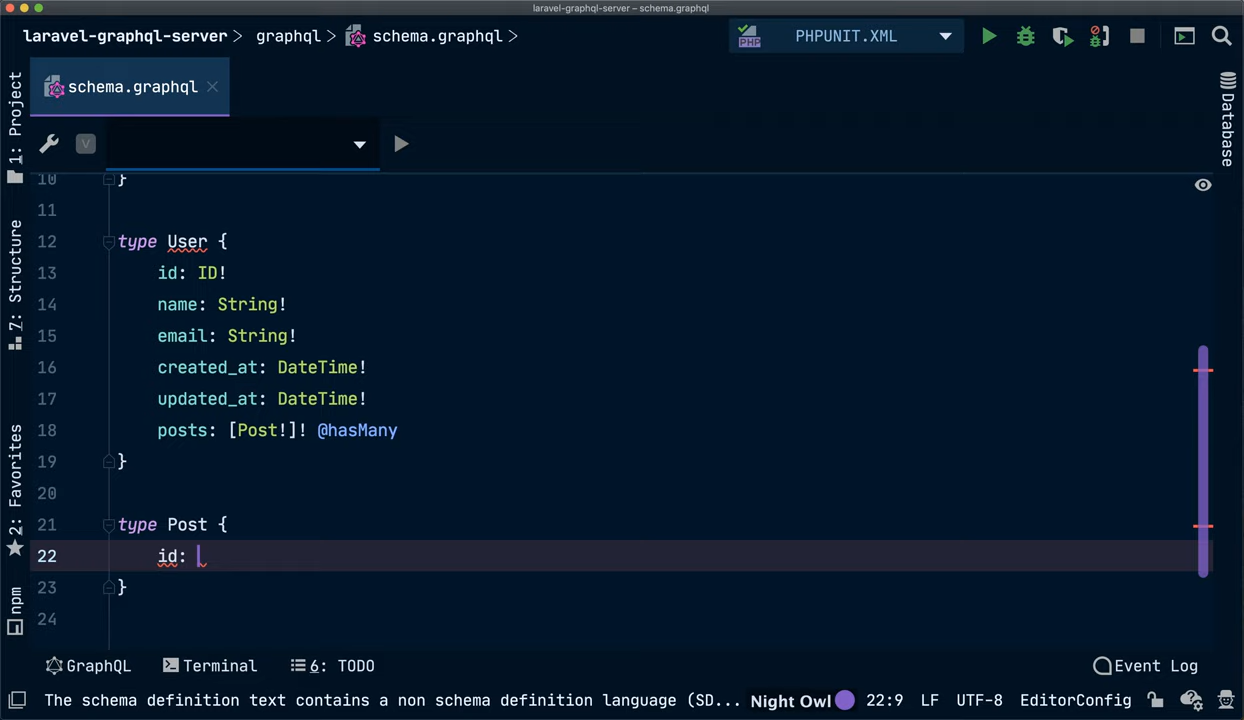 laravel-graphql-server – schema.graphql
laravel-graphql-server > graphql > schema.graphql >
PHP PHPUNIT.XML
1: Project
schema.graphql
Database
V
10 }
11
7: Structure
12 type User {
13 id: ID!
14 name: String!
15 email: String!
16 created_at: DateTime!
17 updated_at: DateTime!
18 posts: [Post!]! @hasMany
19 }
2: Favorites
20
21 type Post {
22 id:
23 }
24
npm
GraphQL Terminal 6: TODO Event Log
The schema definition text contains a non schema definition language (SD... Night Owl 22:9 LF UTF-8 EditorConfig